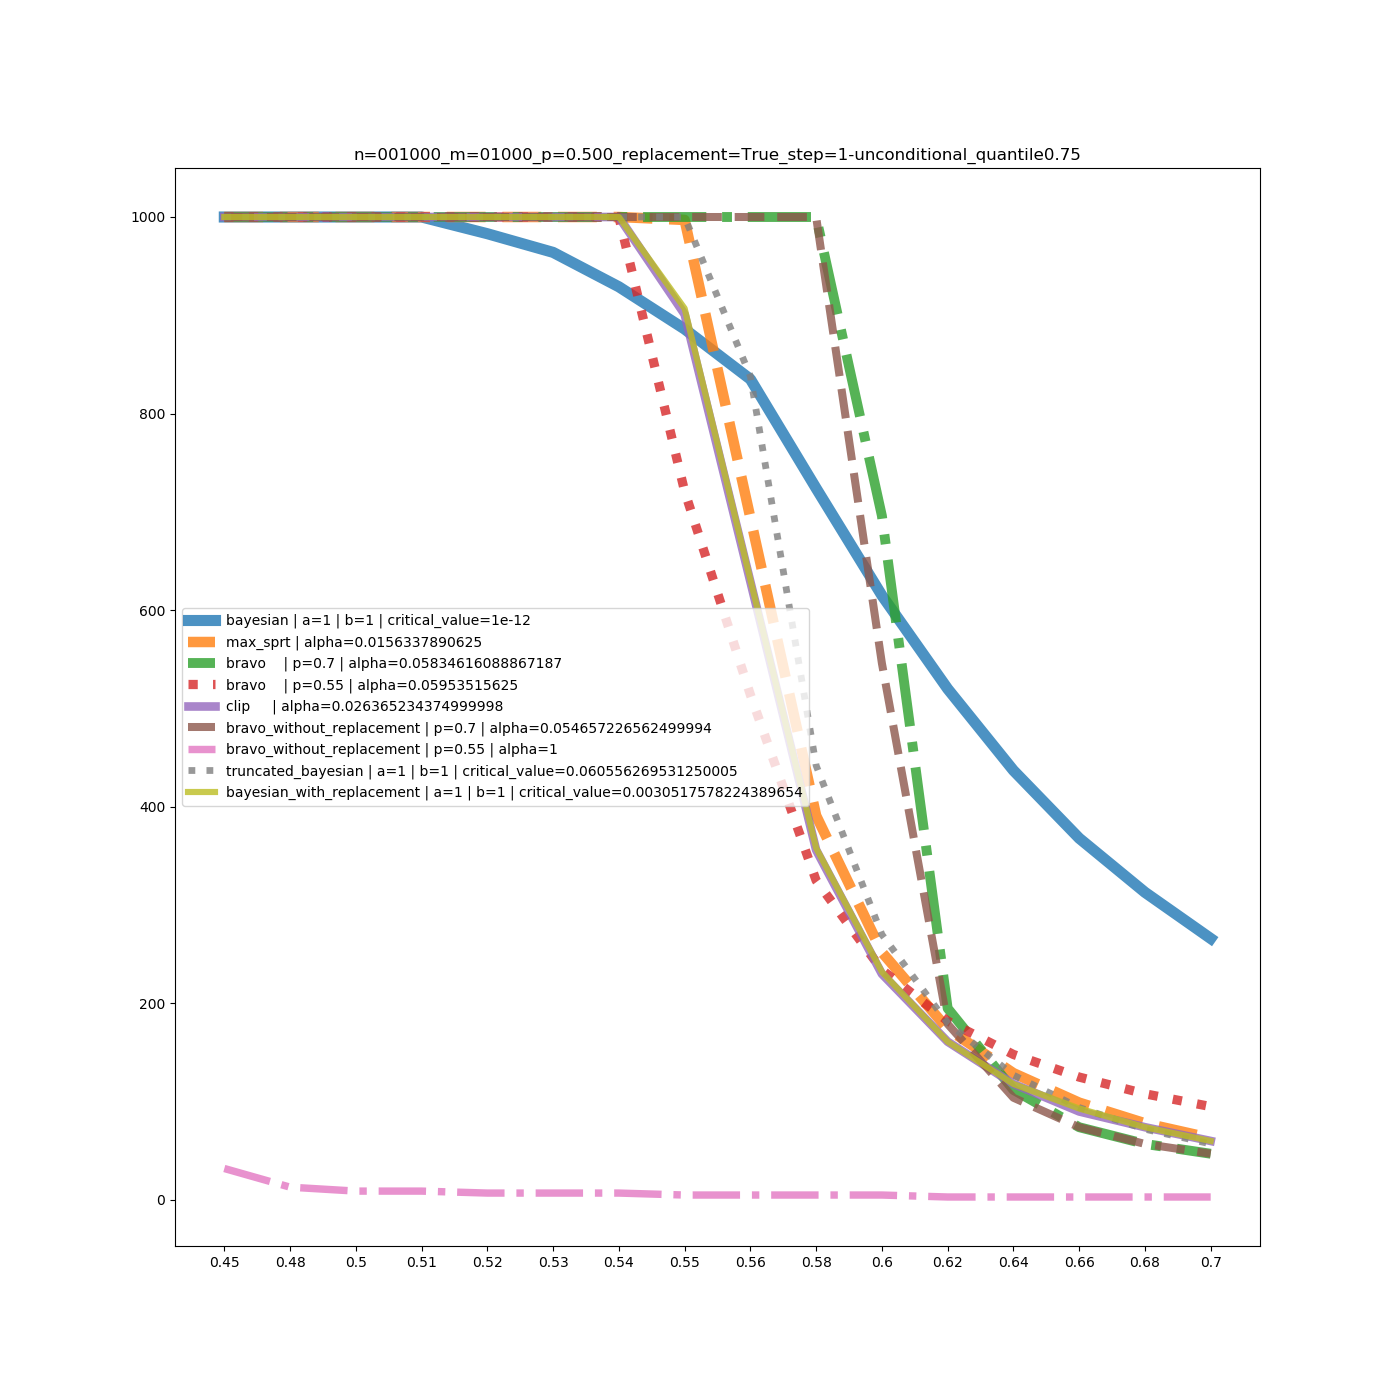 n=001000_m=01000_p=0.500_replacement=True_step=1-unconditional_quantile0.75
1000
800
600
400
200
0
bayesian | a=1 | b=1 | critical_value=1e-12
max_sprt | alpha=0.0156337890625
bravo    | p=0.7 | alpha=0.05834616088867187
bravo    | p=0.55 | alpha=0.05953515625
clip     | alpha=0.026365234374999998
bravo_without_replacement | p=0.7 | alpha=0.054657226562499994
bravo_without_replacement | p=0.55 | alpha=1
truncated_bayesian | a=1 | b=1 | critical_value=0.060556269531250005
bayesian_with_replacement | a=1 | b=1 | critical_value=0.0030517578224389654
0.45 0.48 0.5 0.51 0.52 0.53 0.54 0.55 0.56 0.58 0.6 0.62 0.64 0.66 0.68 0.7